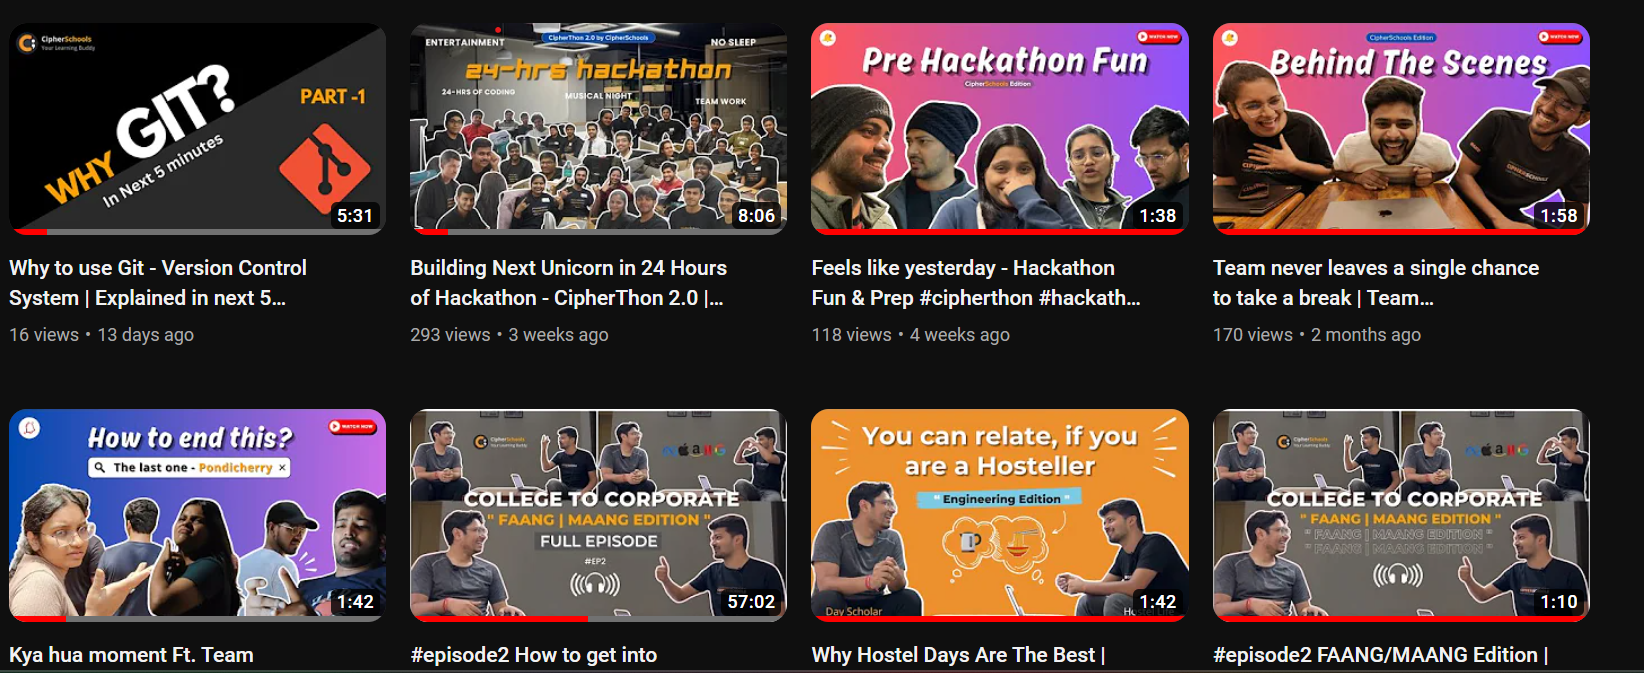 CipherSchools
Your Learning Buddy
WHY GIT?
In Next 5 minutes
PART -1
5:31
Why to use Git - Version Control
System | Explained in next 5...
16 views • 13 days ago
CipherThon 2.0 by CipherSchools
ENTERTAINMENT
NO SLEEP
24-hrs hackathon
24-HRS OF CODING
MUSICAL NIGHT
TEAM WORK
8:06
Building Next Unicorn in 24 Hours
of Hackathon - CipherThon 2.0 |...
293 views • 3 weeks ago
WATCH NOW
Pre Hackathon Fun
CipherSchools Edition
1:38
Feels like yesterday - Hackathon
Fun & Prep #cipherthon #hackath...
118 views • 4 weeks ago
CipherSchools Edition
WATCH NOW
Behind The Scenes
CIPHERSCHOOLS
1:58
Team never leaves a single chance
to take a break | Team...
170 views • 2 months ago
WATCH NOW
How to end this?
The last one - Pondicherry ×
1:42
Kya hua moment Ft. Team
CipherSchools
Your Learning Buddy
COLLEGE TO CORPORATE
" FAANG | MAANG EDITION "
FULL EPISODE
#EP2
57:02
#episode2 How to get into
You can relate, if you
are a Hosteller
" Engineering Edition "
Day Scholar
Hostel Life
1:42
Why Hostel Days Are The Best |
CipherSchools
Your Learning Buddy
COLLEGE TO CORPORATE
" FAANG | MAANG EDITION "
" FAANG | MAANG EDITION "
" FAANG | MAANG EDITION "
1:10
#episode2 FAANG/MAANG Edition |